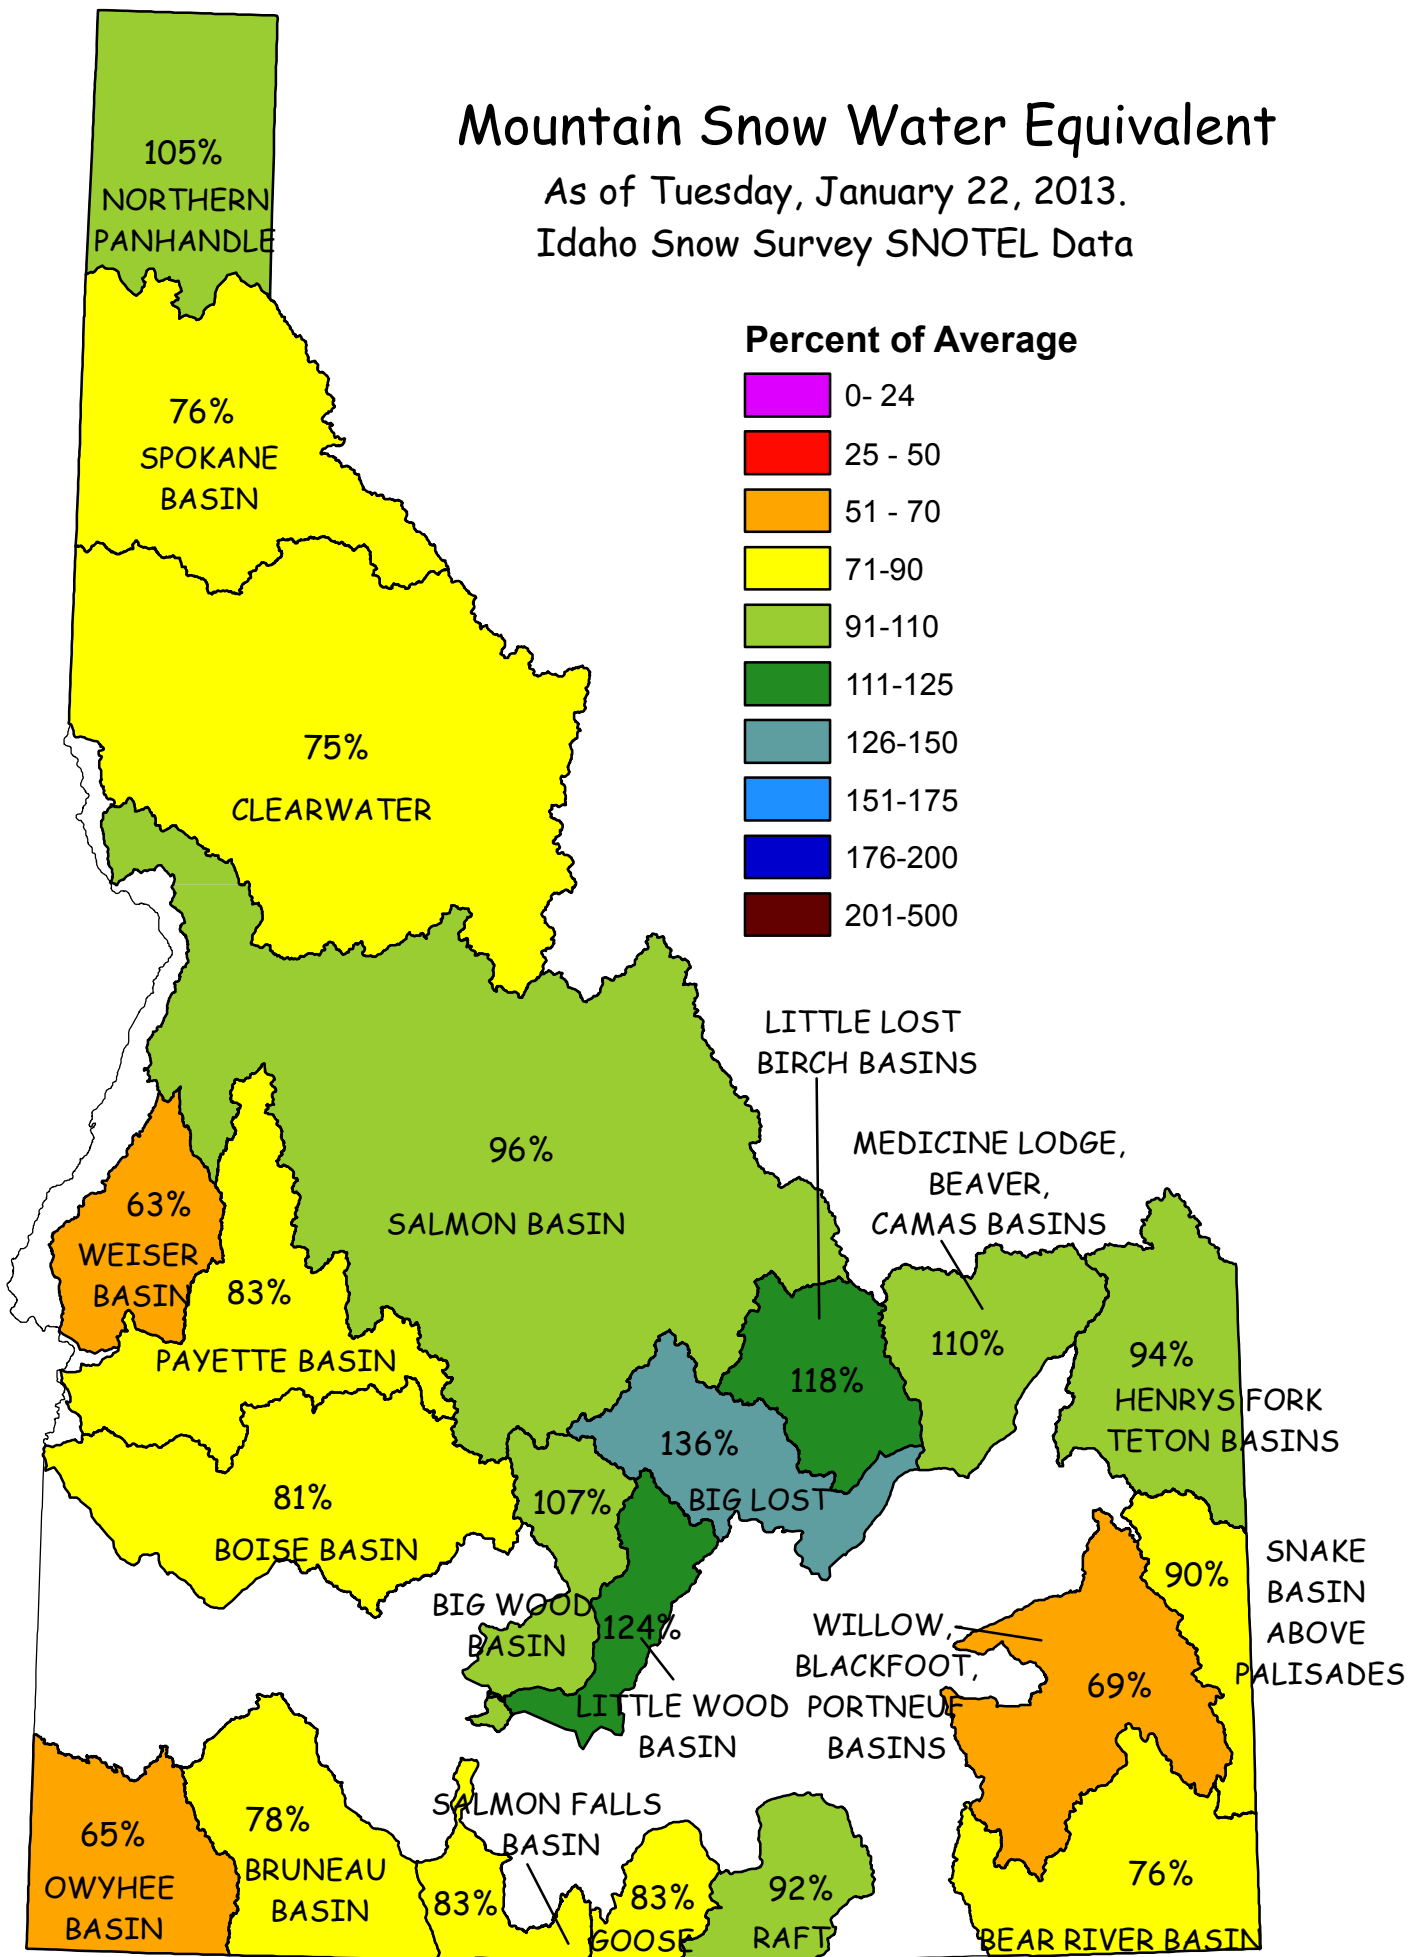 Mountain Snow Water Equivalent
As of Tuesday, January 22, 2013.
Idaho Snow Survey SNOTEL Data
Percent of Average
0- 24
25 - 50
51 - 70
71-90
91-110
111-125
126-150
151-175
176-200
201-500
105%
NORTHERN
PANHANDLE
76%
SPOKANE
BASIN
75%
CLEARWATER
96%
SALMON BASIN
LITTLE LOST
BIRCH BASINS
118%
MEDICINE LODGE,
BEAVER,
CAMAS BASINS
110%
94%
HENRYS FORK
TETON BASINS
63%
WEISER
BASIN
83%
PAYETTE BASIN
81%
BOISE BASIN
136%
BIG LOST
107%
BIG WOOD
BASIN
124%
LITTLE WOOD
BASIN
90%
SNAKE
BASIN
ABOVE
PALISADES
WILLOW,
BLACKFOOT,
PORTNEUF
BASINS
69%
65%
OWYHEE
BASIN
78%
BRUNEAU
BASIN
SALMON FALLS
BASIN
83%
83%
GOOSE
92%
RAFT
76%
BEAR RIVER BASIN